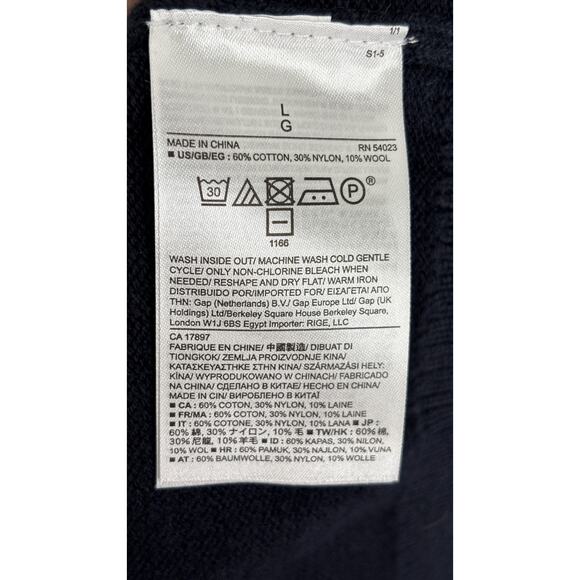 1/1
S1-5
L
G
MADE IN CHINA RN 54023
■ US/GB/EG : 60% COTTON, 30% NYLON, 10% WOOL
30 P ®
1166
WASH INSIDE OUT/ MACHINE WASH COLD GENTLE
CYCLE/ ONLY NON-CHLORINE BLEACH WHEN
NEEDED/ RESHAPE AND DRY FLAT/ WARM IRON
DISTRIBUIDO POR/IMPORTED FOR/ ΕΙΣΑΓΕΤΑΙ ΑΠΟ
ΤΗΝ: Gap (Netherlands) B.V./ Gap Europe Ltd/ Gap (UK
Holdings) Ltd/Berkeley Square House Berkeley Square,
London W1J 6BS Egypt Importer: RIGE, LLC
CA 17897
FABRIQUE EN CHINE/ 中國製造/ DIBUAT DI
TIONGKOK/ ZEMLJA PROIZVODNJE KINA/
ΚΑΤΑΣΚΕΥΑΣΤΗΚΕ ΣΤΗΝ ΚΙΝΑ/ SZÁRMAZÁSI HELY:
KÍNA/ WYPRODUKOWANO W CHINACH/ FABRICADO
NA CHINA/ СДЕЛАНО В КИТАЕ/ HECHO EN CHINA/
MADE IN CIN/ ВИРОБЛЕНО В КИТАЇ
■ CA : 60% COTON, 30% NYLON, 10% LAINE
■ FR/MA : 60% COTON, 30% NYLON, 10% LAINE
■ IT : 60% COTONE, 30% NYLON, 10% LANA ■ JP :
60% 綿, 30% ナイロン, 10% 毛 ■ TW/HK : 60% 棉,
30% 尼龍, 10% 羊毛 ■ ID : 60% KAPAS, 30% NILON,
10% WOL ■ HR : 60% PAMUK, 30% NAJLON, 10% VUNA
■ AT : 60% BAUMWOLLE, 30% NYLON, 10% WOLLE